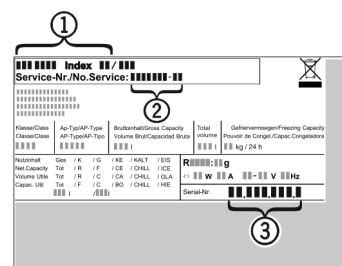 1
Index /
Service-Nr./No.Service: -
2
Klasse/Class Ap-Typ/AP-Type Bruttoinhalt/Gross Capacity Total Gefriervermoegen/Freezing Capacity
Classe/Clase AP-Type/AP-Tipo Volume Brut/Capacidad Bruta volume Pouvoir de Congel./Capac.Congeladora
l l kg / 24 h
Nutzinhalt Ges / K / G / KE / KALT / EIS
Net.Capacity Tot / R / F / CE / CHILL / ICE
Volume Utile Tot / R / C / CA / CHILL / GLA
Capac. Util Tot / F / C / BO / CHILL / HIE
l / l
R : g
W A - V Hz
Serial-Nr. . . .
3